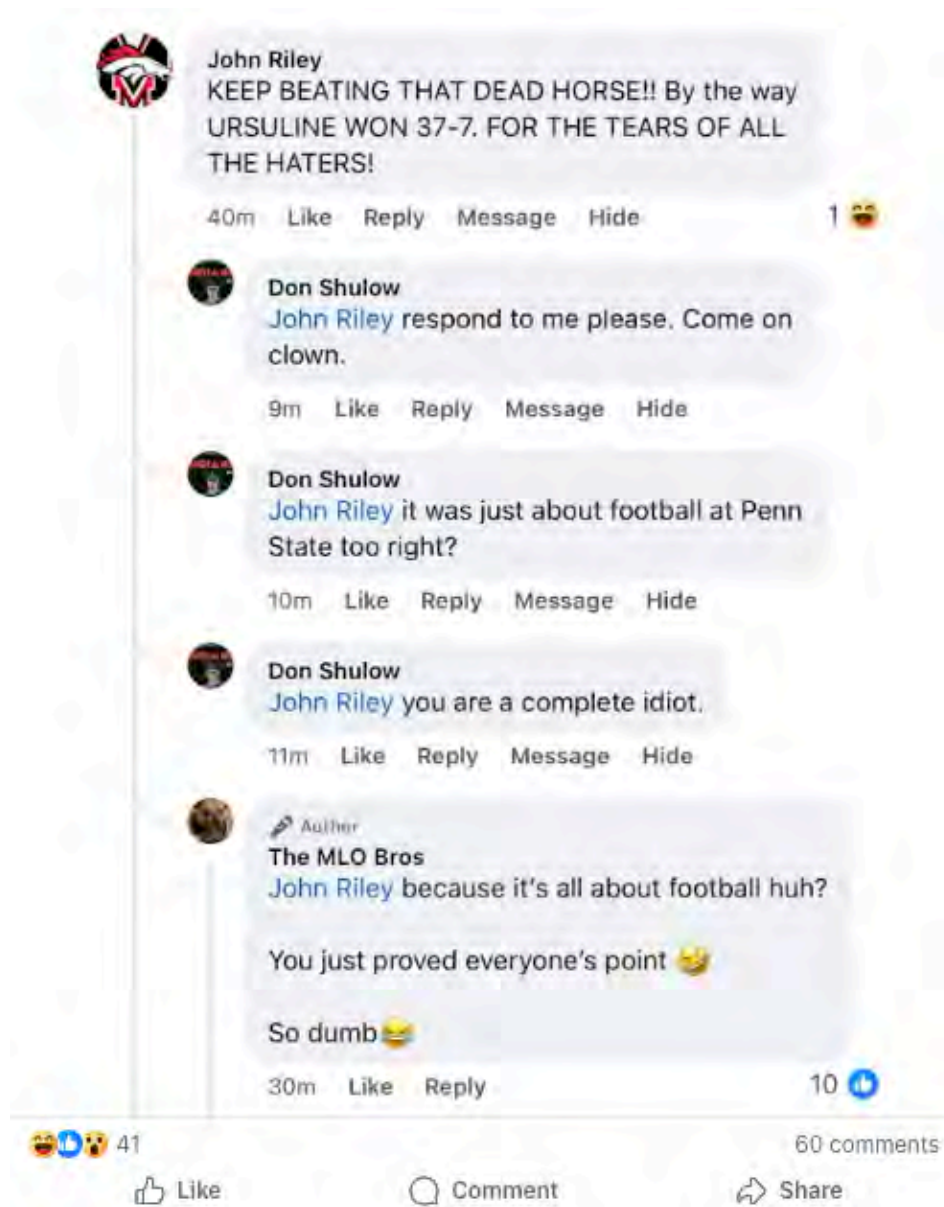 John Riley
KEEP BEATING THAT DEAD HORSE!! By the way
URSULINE WON 37-7. FOR THE TEARS OF ALL
THE HATERS!
40m Like Reply Message Hide 1
Don Shulow
John Riley respond to me please. Come on
clown.
9m Like Reply Message Hide
Don Shulow
John Riley it was just about football at Penn
State too right?
10m Like Reply Message Hide
Don Shulow
John Riley you are a complete idiot.
11m Like Reply Message Hide
Author
The MLO Bros
John Riley because it's all about football huh?
You just proved everyone's point 🤣
So dumb😂
30m Like Reply 10
41 60 comments
Like Comment Share